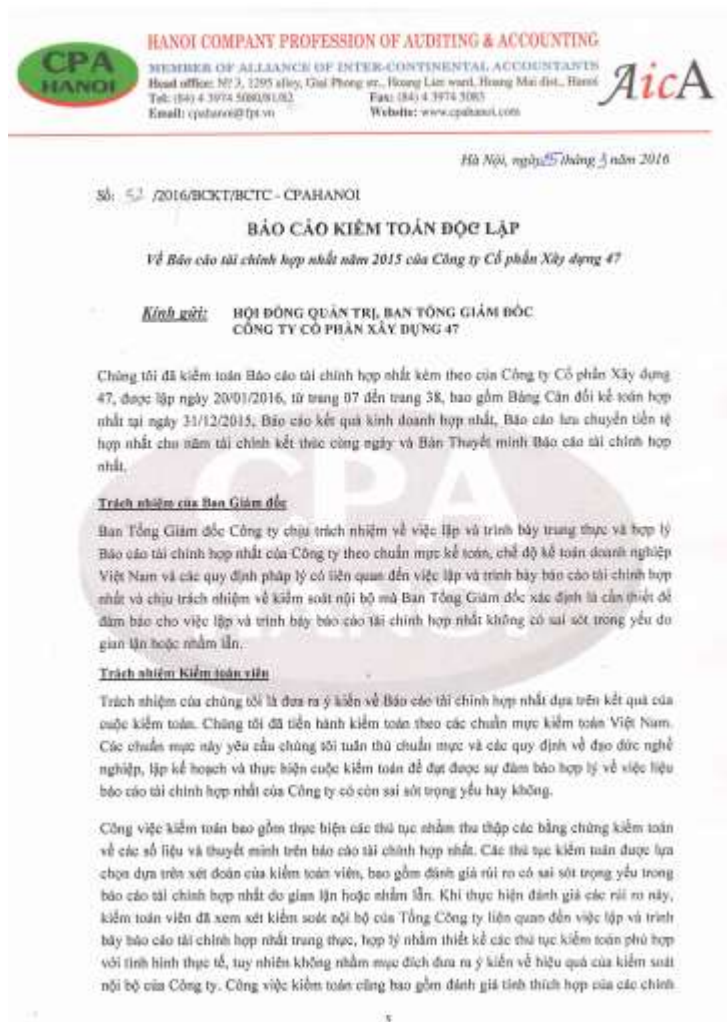 CPA
HANOI
HANOI COMPANY PROFESSION OF AUDITING & ACCOUNTING
MEMBER OF ALLIANCE OF INTER-CONTINENTAL ACCOUNTANTS
Head office: Nº 3, 1295 alley, Giai Phong str., Hoang Liet ward, Hoang Mai dist., Hanoi
Tel: (84) 4 3974 5080/81/82 Fax: (84) 4 3974 5083
Email: cpahanoi@fpt.vn Website: www.cpahanoi.com
AicA
Hà Nội, ngày 25 tháng 3 năm 2016
Số: 52 /2016/BCKT/BCTC - CPAHANOI
BÁO CÁO KIỂM TOÁN ĐỘC LẬP
Về Báo cáo tài chính hợp nhất năm 2015 của Công ty Cổ phần Xây dựng 47
Kính gửi: HỘI ĐỒNG QUẢN TRỊ, BAN TỔNG GIÁM ĐỐC
CÔNG TY CỔ PHẦN XÂY DỰNG 47
Chúng tôi đã kiểm toán Báo cáo tài chính hợp nhất kèm theo của Công ty Cổ phần Xây dựng
47, được lập ngày 20/01/2016, từ trang 07 đến trang 38, bao gồm Bảng Cân đối kế toán hợp
nhất tại ngày 31/12/2015, Báo cáo kết quả kinh doanh hợp nhất, Báo cáo lưu chuyển tiền tệ
hợp nhất cho năm tài chính kết thúc cùng ngày và Bản Thuyết minh Báo cáo tài chính hợp
nhất.
Trách nhiệm của Ban Giám đốc
Ban Tổng Giám đốc Công ty chịu trách nhiệm về việc lập và trình bày trung thực và hợp lý
Báo cáo tài chính hợp nhất của Công ty theo chuẩn mực kế toán, chế độ kế toán doanh nghiệp
Việt Nam và các quy định pháp lý có liên quan đến việc lập và trình bày báo cáo tài chính hợp
nhất và chịu trách nhiệm về kiểm soát nội bộ mà Ban Tổng Giám đốc xác định là cần thiết để
đảm bảo cho việc lập và trình bày báo cáo tài chính hợp nhất không có sai sót trọng yếu do
gian lận hoặc nhầm lẫn.
Trách nhiệm Kiểm toán viên
Trách nhiệm của chúng tôi là đưa ra ý kiến về Báo cáo tài chính hợp nhất dựa trên kết quả của
cuộc kiểm toán. Chúng tôi đã tiến hành kiểm toán theo các chuẩn mực kiểm toán Việt Nam.
Các chuẩn mực này yêu cầu chúng tôi tuân thủ chuẩn mực và các quy định về đạo đức nghề
nghiệp, lập kế hoạch và thực hiện cuộc kiểm toán để đạt được sự đảm bảo hợp lý về việc liệu
báo cáo tài chính hợp nhất của Công ty có còn sai sót trọng yếu hay không.
Công việc kiểm toán bao gồm thực hiện các thủ tục nhằm thu thập các bằng chứng kiểm toán
về các số liệu và thuyết minh trên báo cáo tài chính hợp nhất. Các thủ tục kiểm toán được lựa
chọn dựa trên xét đoán của kiểm toán viên, bao gồm đánh giá rủi ro có sai sót trọng yếu trong
báo cáo tài chính hợp nhất do gian lận hoặc nhầm lẫn. Khi thực hiện đánh giá các rủi ro này,
kiểm toán viên đã xem xét kiểm soát nội bộ của Tổng Công ty liên quan đến việc lập và trình
bày báo cáo tài chính hợp nhất trung thực, hợp lý nhằm thiết kế các thủ tục kiểm toán phù hợp
với tình hình thực tế, tuy nhiên không nhằm mục đích đưa ra ý kiến về hiệu quả của kiểm soát
nội bộ của Công ty. Công việc kiểm toán cũng bao gồm đánh giá tính thích hợp của các chính
5